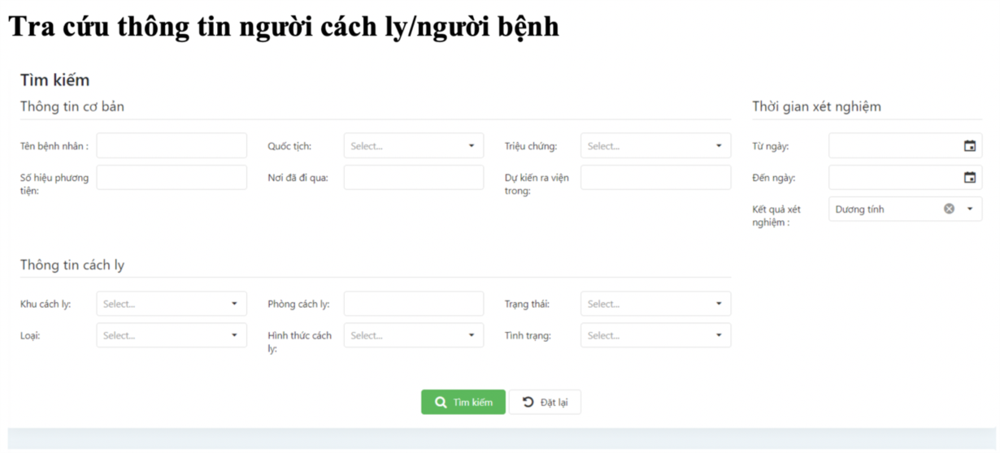 Tra cứu thông tin người cách ly/người bệnh
Tìm kiếm
Thông tin cơ bản
Tên bệnh nhân :
Quốc tịch: Select...
Triệu chứng: Select...
Số hiệu phương
tiện:
Nơi đã đi qua:
Dự kiến ra viện
trong:
Thời gian xét nghiệm
Từ ngày:
Đến ngày:
Kết quả xét
nghiệm :
Dương tính
Thông tin cách ly
Khu cách ly: Select...
Phòng cách ly:
Trạng thái: Select...
Loại: Select...
Hình thức cách
ly:
Select...
Tình trạng: Select...
Tìm kiếm
Đặt lại